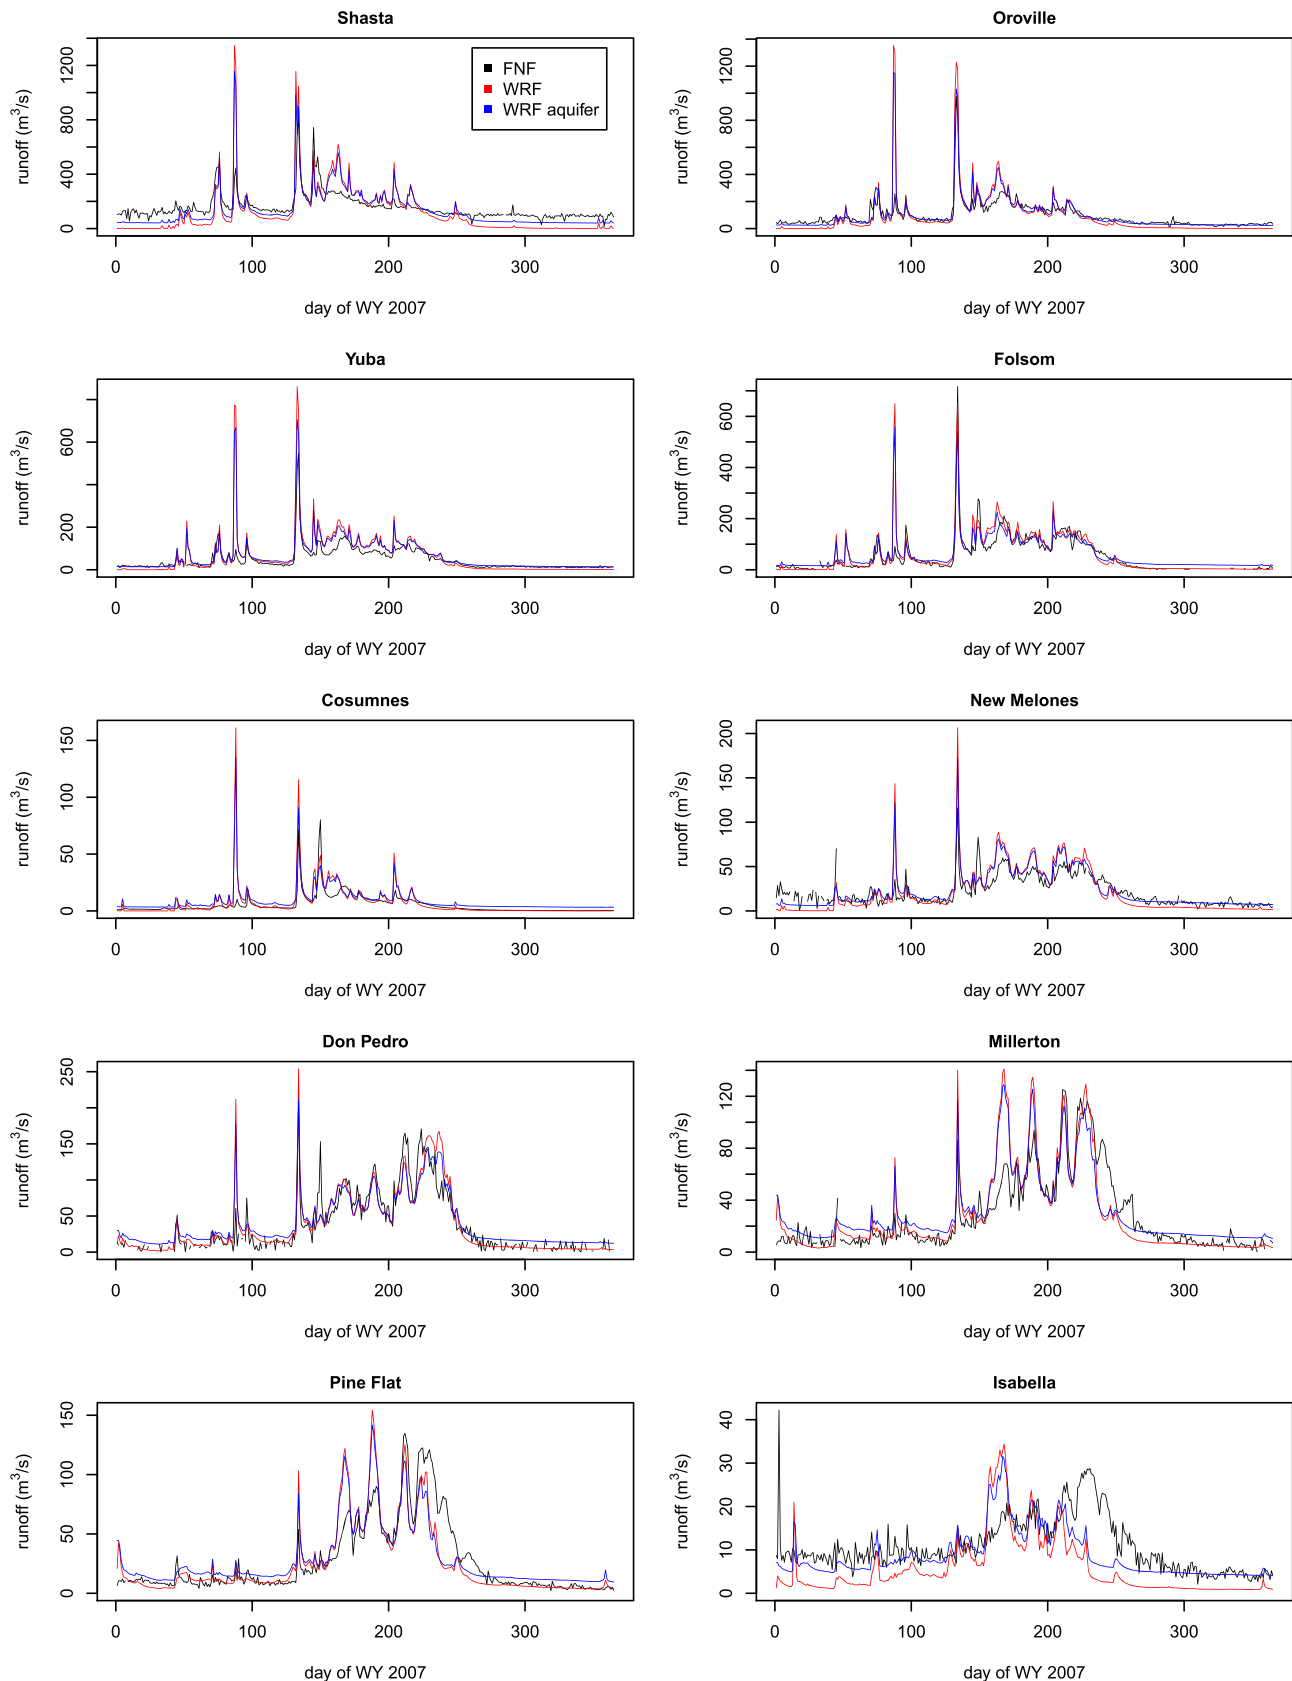 Shasta
runoff (m³/s)
0 400 800 1200
FNF
WRF
WRF aquifer
0 100 200 300
day of WY 2007
Oroville
runoff (m³/s)
0 400 800 1200
0 100 200 300
day of WY 2007
Yuba
runoff (m³/s)
0 200 600
0 100 200 300
day of WY 2007
Folsom
runoff (m³/s)
0 200 400 600
0 100 200 300
day of WY 2007
Cosumnes
runoff (m³/s)
0 50 100 150
0 100 200 300
day of WY 2007
New Melones
runoff (m³/s)
0 50 100 150 200
0 100 200 300
day of WY 2007
Don Pedro
runoff (m³/s)
0 50 100 150 250
0 100 200 300
day of WY 2007
Millerton
runoff (m³/s)
0 40 80 120
0 100 200 300
day of WY 2007
Pine Flat
runoff (m³/s)
0 50 100 150
0 100 200 300
day of WY 2007
Isabella
runoff (m³/s)
0 10 20 30 40
0 100 200 300
day of WY 2007